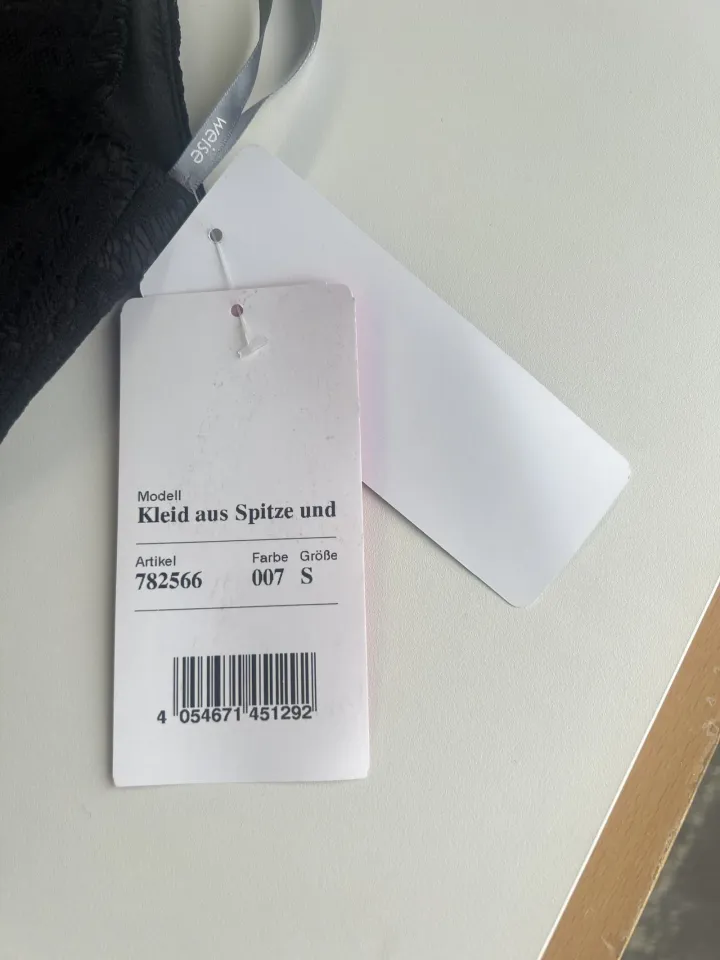 weise
Modell
Kleid aus Spitze und
Artikel Farbe Größe
782566 007 S
4 054671 451292